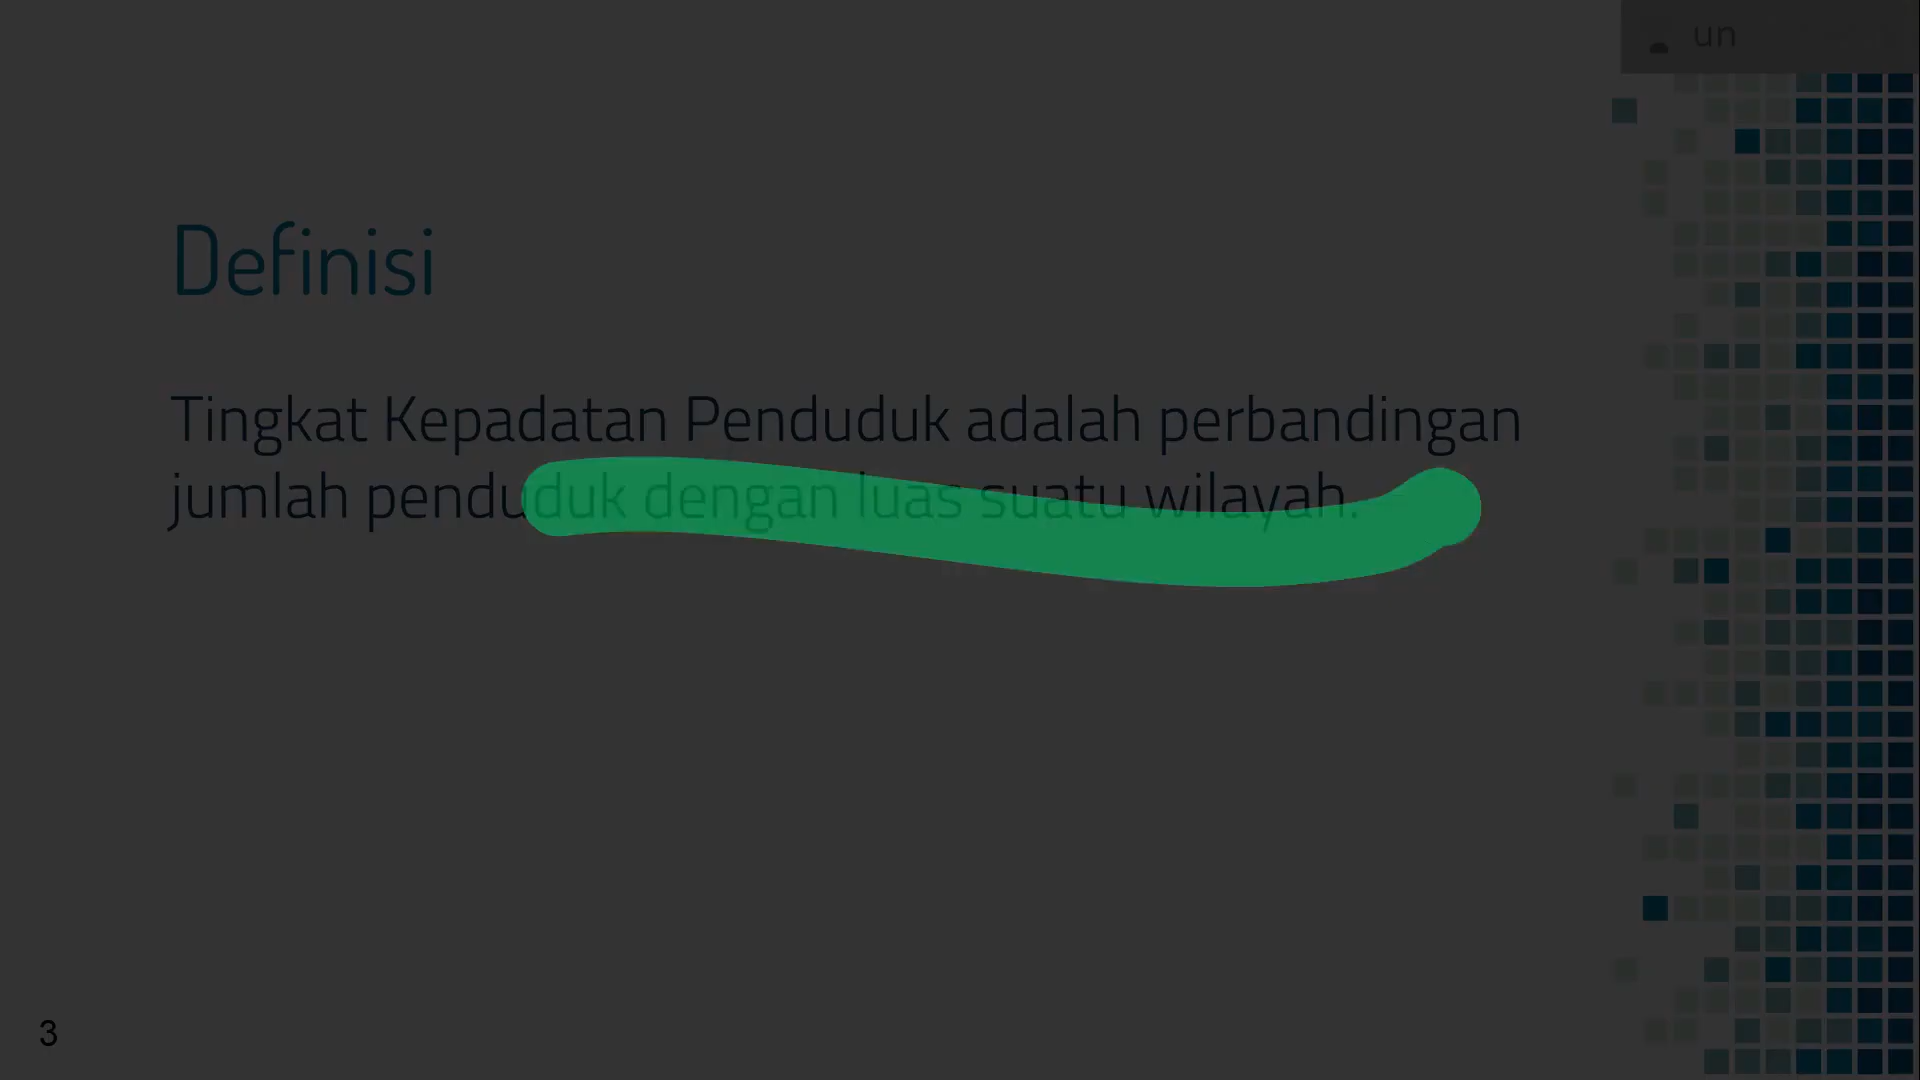 un
Definisi
Tingkat Kepadatan Penduduk adalah perbandingan
jumlah penduduk dengan luas suatu wilayah.
3